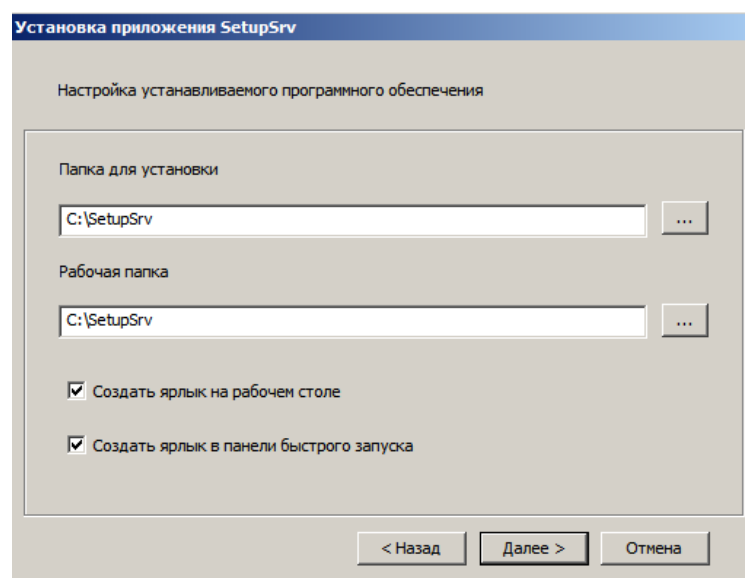 Установка приложения SetupSrv
Настройка устанавливаемого программного обеспечения
Папка для установки
C:\SetupSrv
...
Рабочая папка
C:\SetupSrv
...
Создать ярлык на рабочем столе
Создать ярлык в панели быстрого запуска
< Назад
Далее >
Отмена